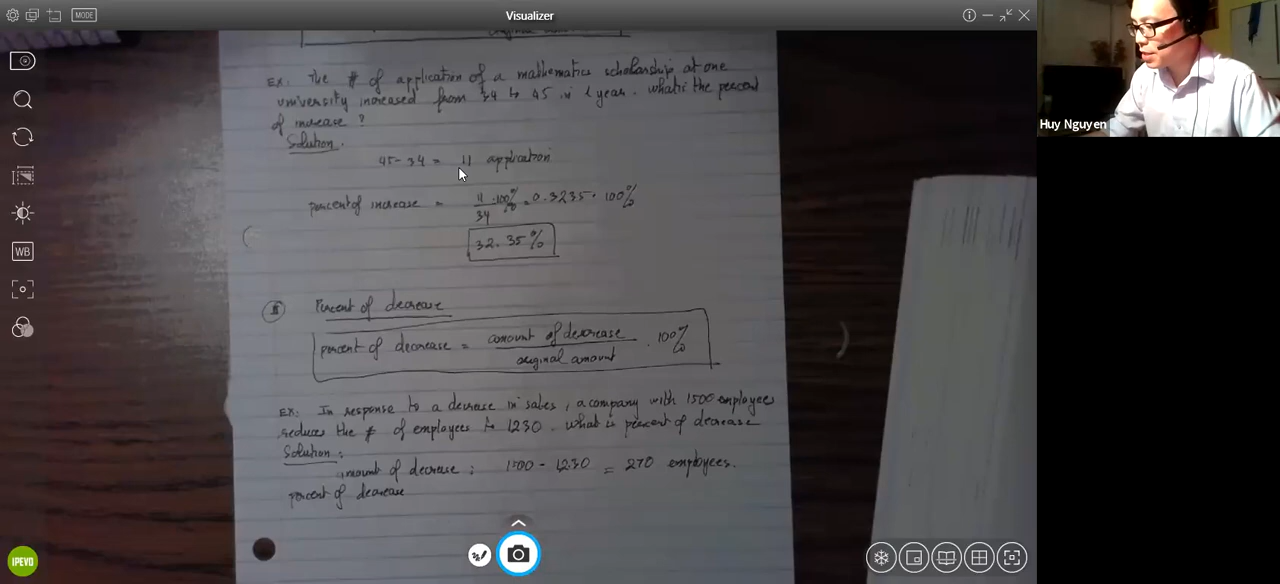 Visualizer
MODE
Huy Nguyen
Ex: The # of application of a mathematics scholarship at one
university increased from 34 to 45 in 1 year. what is the percent
of increase ?
Solution.
45 - 34 = 11 application
percent of increase = 11/34 · 100% = 0.3235 · 100%
32.35%
Percent of decrease
percent of decrease = amount of decrease / original amount · 100%
Ex: In response to a decrease in sales, a company with 1500 employees
reduces the # of employees to 1230. what is percent of decrease
Solution:
amount of decrease : 1500 - 1230 = 270 employees.
percent of decrease
WB
IPEVO